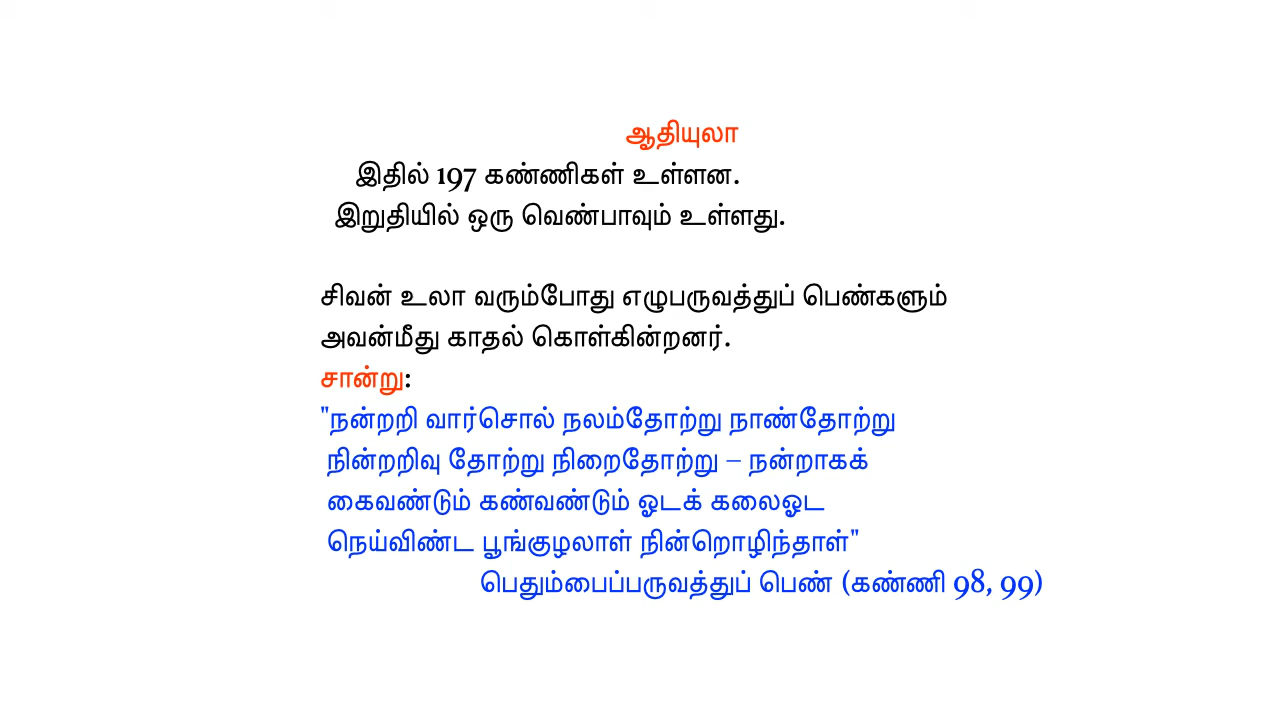 ஆதியுலா
இதில் 197 கண்ணிகள் உள்ளன.
இறுதியில் ஒரு வெண்பாவும் உள்ளது.
சிவன் உலா வரும்போது எழுபருவத்துப் பெண்களும்
அவன்மீது காதல் கொள்கின்றனர்.
சான்று:
"நன்றறி வார்சொல் நலம்தோற்று நாண்தோற்று
நின்றறிவு தோற்று நிறைதோற்று – நன்றாகக்
கைவண்டும் கண்வண்டும் ஓடக் கலைஓட
நெய்விண்ட பூங்குழலாள் நின்றொழிந்தாள்"
பெதும்பைப்பருவத்துப் பெண் (கண்ணி 98, 99)